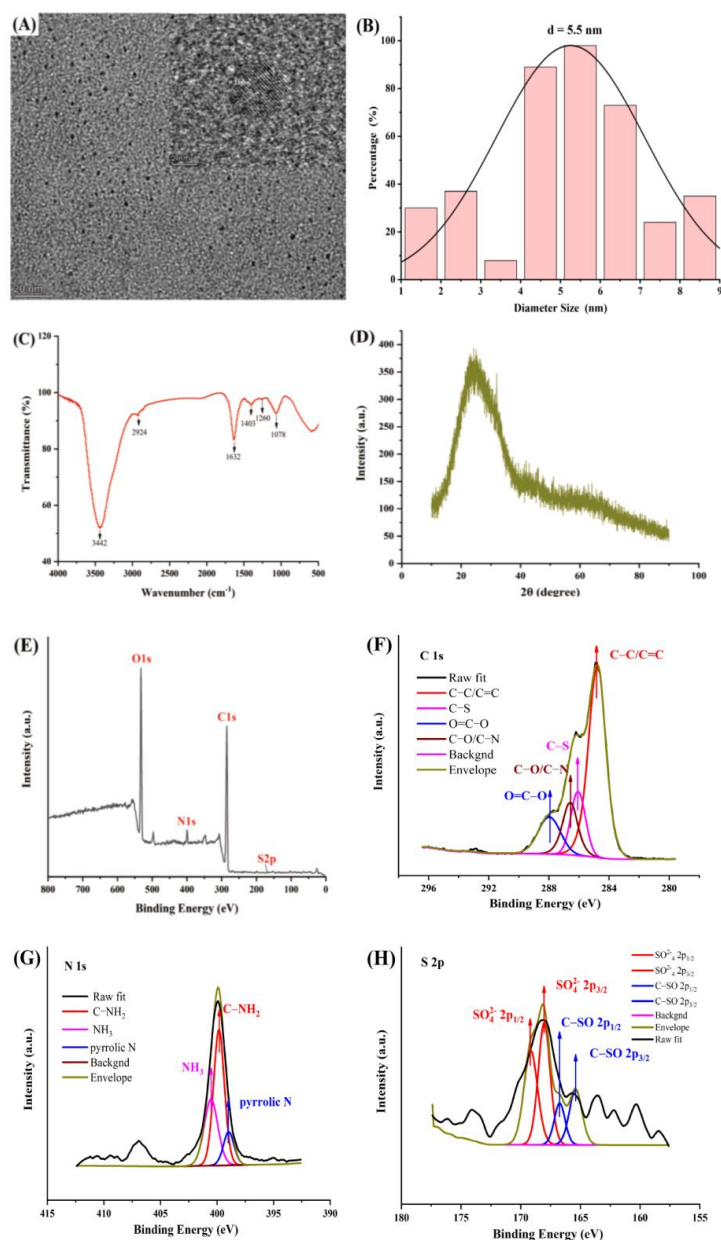 (A)
20 nm
(B)
d = 5.5 nm
Percentage (%)
100
80
60
40
20
0
1 2 3 4 5 6 7 8 9
Diameter Size (nm)
(C)
Transmittance (%)
120
100
80
60
40
3442
2924
1632
1403
1260
1078
4000 3500 3000 2500 2000 1500 1000 500
Wavenumber (cm⁻¹)
(D)
Intensity (a.u.)
400
350
300
250
200
150
100
50
0
0 20 40 60 80 100
2θ (degree)
(E)
O1s
C1s
N1s
S2p
Intensity (a.u.)
800 700 600 500 400 300 200 100 0
Binding Energy (eV)
(F)
C 1s
Raw fit
C−C/C=C
C−S
O=C−O
C−O/C−N
Backgnd
Envelope
C−C/C=C
C−S
C−O/C−N
O=C−O
Intensity (a.u.)
296 292 288 284 280
Binding Energy (eV)
(G)
N 1s
Raw fit
C−NH₂
NH₃
pyrrolic N
Backgnd
Envelope
C−NH₂
NH₃
pyrrolic N
Intensity (a.u.)
415 410 405 400 395 390
Binding Energy (eV)
(H)
S 2p
SO²⁻₄ 2p₁/₂
SO²⁻₄ 2p₃/₂
C−SO 2p₁/₂
C−SO 2p₃/₂
Backgnd
Envelope
Raw fit
SO₄²⁻ 2p₃/₂
SO₄²⁻ 2p₁/₂
C−SO 2p₁/₂
C−SO 2p₃/₂
Intensity (a.u.)
180 175 170 165 160 155
Binding Energy (eV)